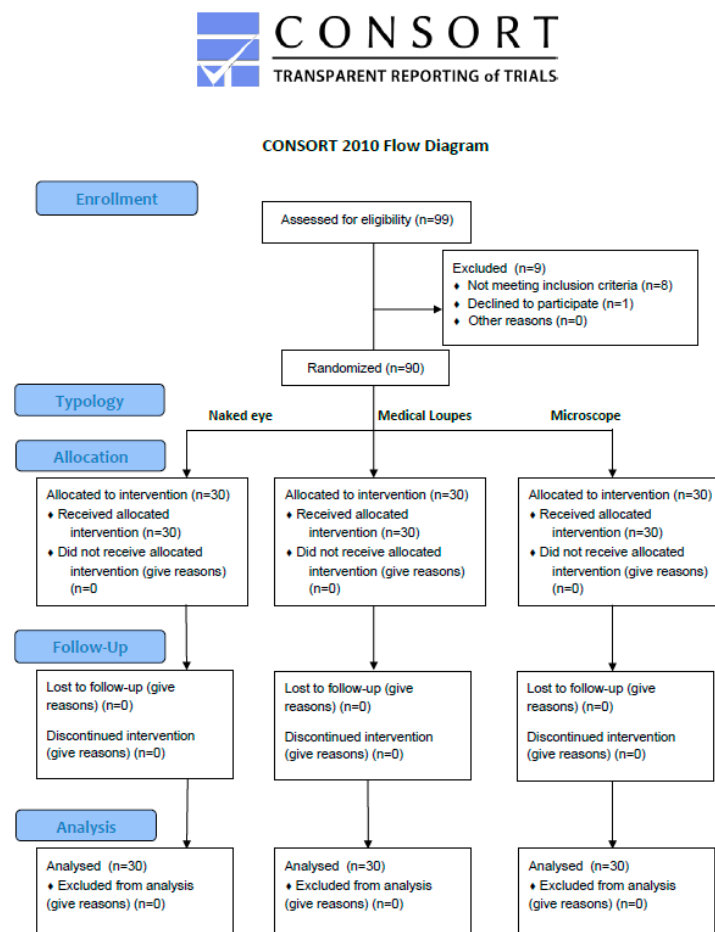 CONSORT
TRANSPARENT REPORTING of TRIALS
CONSORT 2010 Flow Diagram
Enrollment
Assessed for eligibility (n=99)
Excluded (n=9)
♦ Not meeting inclusion criteria (n=8)
♦ Declined to participate (n=1)
♦ Other reasons (n=0)
Randomized (n=90)
Typology
Naked eye
Medical Loupes
Microscope
Allocation
Allocated to intervention (n=30)
♦ Received allocated
intervention (n=30)
♦ Did not receive allocated
intervention (give reasons)
(n=0
Allocated to intervention (n=30)
♦ Received allocated
intervention (n=30)
♦ Did not receive allocated
intervention (give reasons)
(n=0)
Allocated to intervention (n=30)
♦ Received allocated
intervention (n=30)
♦ Did not receive allocated
intervention (give reasons)
(n=0)
Follow-Up
Lost to follow-up (give
reasons) (n=0)
Discontinued intervention
(give reasons) (n=0)
Lost to follow-up (give
reasons) (n=0)
Discontinued intervention
(give reasons) (n=0)
Lost to follow-up (give
reasons) (n=0)
Discontinued intervention
(give reasons) (n=0)
Analysis
Analysed (n=30)
♦ Excluded from analysis
(give reasons) (n=0)
Analysed (n=30)
♦ Excluded from analysis
(give reasons) (n=0)
Analysed (n=30)
♦ Excluded from analysis
(give reasons) (n=0)